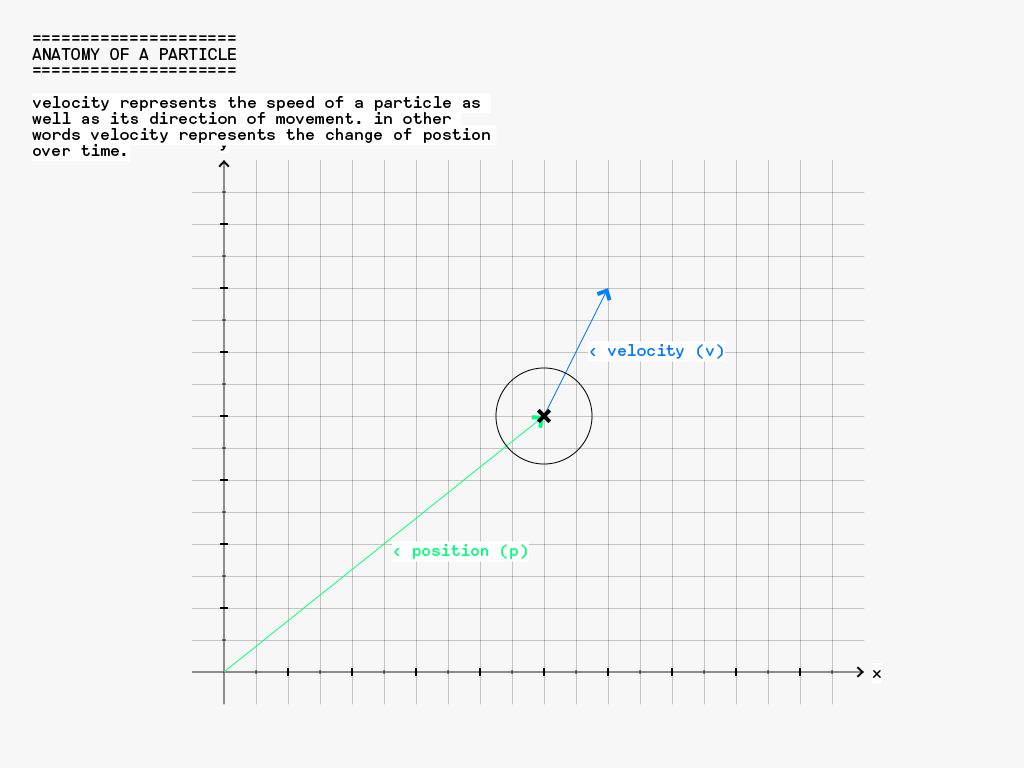 =====================
ANATOMY OF A PARTICLE
=====================
velocity represents the speed of a particle as
well as its direction of movement. in other
words velocity represents the change of postion
over time.
y
‹ velocity (v)
‹ position (p)
x